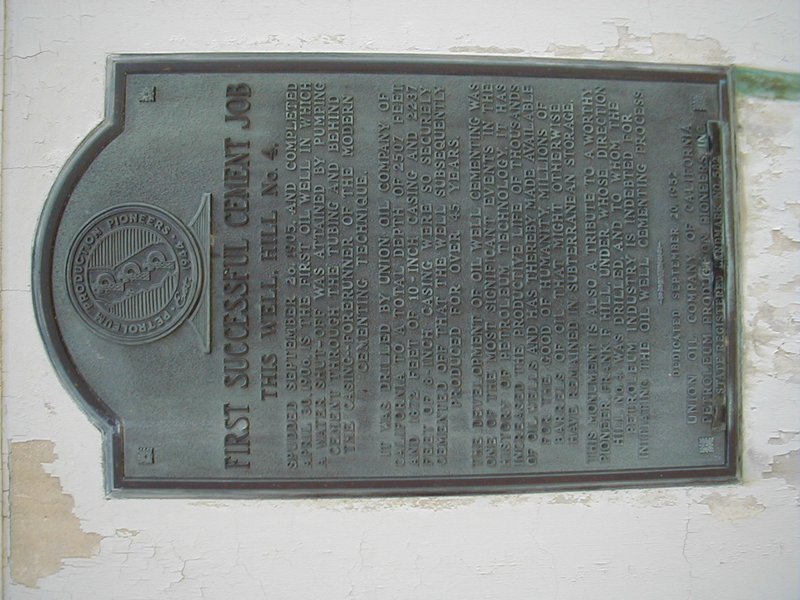 PETROLEUM PRODUCTION PIONEERS
FIRST SUCCESSFUL CEMENT JOB
THIS WELL, HILL No. 4,
SPUDDED SEPTEMBER 26, 1905, AND COMPLETED
APRIL 30, 1906, IS THE FIRST OIL WELL IN WHICH
A WATER SHUT-OFF WAS ATTAINED BY PUMPING
CEMENT THROUGH THE TUBING AND BEHIND
THE CASING—FORERUNNER OF THE MODERN
CEMENTING TECHNIQUE.
IT WAS DRILLED BY UNION OIL COMPANY OF
CALIFORNIA TO A TOTAL DEPTH OF 2507 FEET
AND 1872 FEET OF 10-INCH CASING AND 2237
FEET OF 8 INCH CASING WERE SO SECURELY
CEMENTED OFF THAT THE WELL SUBSEQUENTLY
PRODUCED FOR OVER 45 YEARS.
THE DEVELOPMENT OF OIL WELL CEMENTING WAS
ONE OF THE MOST SIGNIFICANT EVENTS IN THE
HISTORY OF PETROLEUM TECHNOLOGY. IT HAS
INCREASED THE PRODUCTIVE LIFE OF THOUSANDS
OF OIL WELLS AND HAS THEREBY MADE AVAILABLE
FOR THE GOOD OF HUMANITY, MILLIONS OF
BARRELS OF OIL THAT MIGHT OTHERWISE
HAVE REMAINED IN SUBTERRANEAN STORAGE.
THIS MONUMENT IS ALSO A TRIBUTE TO A WORTHY
PIONEER, FRANK F. HILL, UNDER WHOSE DIRECTION
HILL NO. 4 WAS DRILLED, AND TO WHOM THE
PETROLEUM INDUSTRY IS INDEBTED FOR
INITIATING THE OIL WELL CEMENTING PROCESS
DEDICATED SEPTEMBER 20, 1952
UNION OIL COMPANY OF CALIFORNIA
PETROLEUM PRODUCTION PIONEERS
STATE REGISTERED LANDMARK NO.